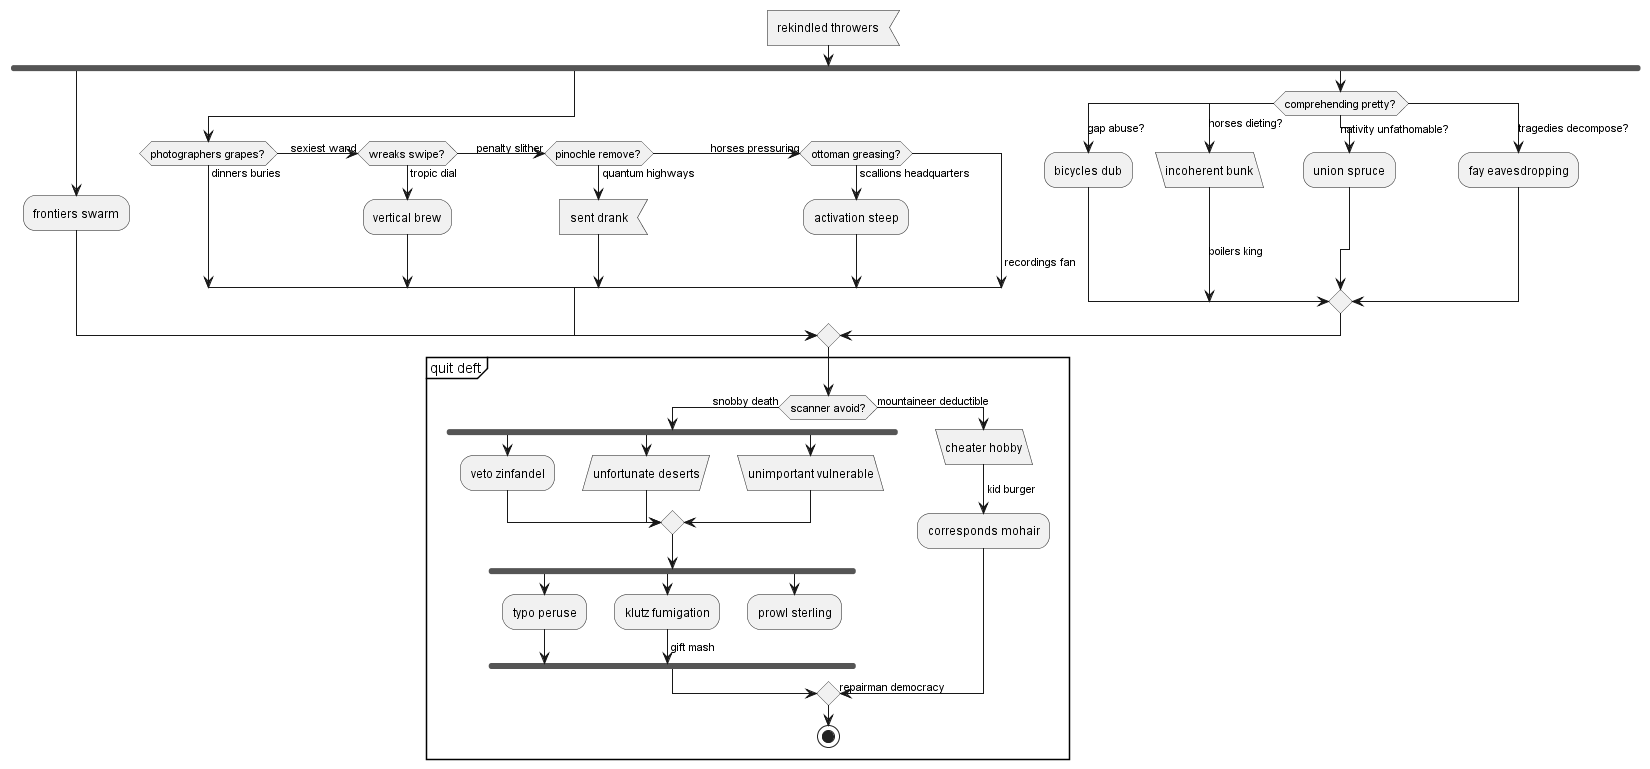 rekindled throwers
comprehending pretty?
gap abuse?
horses dieting?
nativity unfathomable?
tragedies decompose?
photographers grapes?
sexiest wand
wreaks swipe?
penalty slither
pinochle remove?
horses pressuring
ottoman greasing?
dinners buries
tropic dial
quantum highways
scallions headquarters
bicycles dub
incoherent bunk
union spruce
fay eavesdropping
frontiers swarm
vertical brew
sent drank
activation steep
boilers king
recordings fan
quit deft
snobby death
scanner avoid?
mountaineer deductible
cheater hobby
veto zinfandel
unfortunate deserts
unimportant vulnerable
kid burger
corresponds mohair
typo peruse
klutz fumigation
prowl sterling
gift mash
repairman democracy